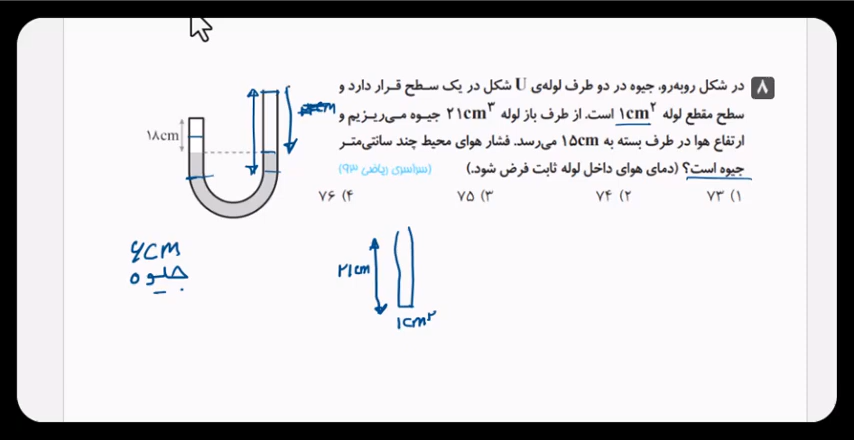 ۸ در شکل روبه‌رو، جیوه در دو طرف لوله‌ی U شکل در یک سطح قرار دارد و
سطح مقطع لوله ۱cm² است. از طرف باز لوله ۲۱cm³ جیوه می‌ریزیم و
ارتفاع هوا در طرف بسته به ۱۵cm می‌رسد. فشار هوای محیط چند سانتی‌متر
جیوه است؟ (دمای هوای داخل لوله ثابت فرض شود.) (سراسری ریاضی ۹۳)
۱) ۷۳ ۲) ۷۴ ۳) ۷۵ ۴) ۷۶
۱۸cm
cm
۶cm
جیوه
۲۱cm
۱cm²